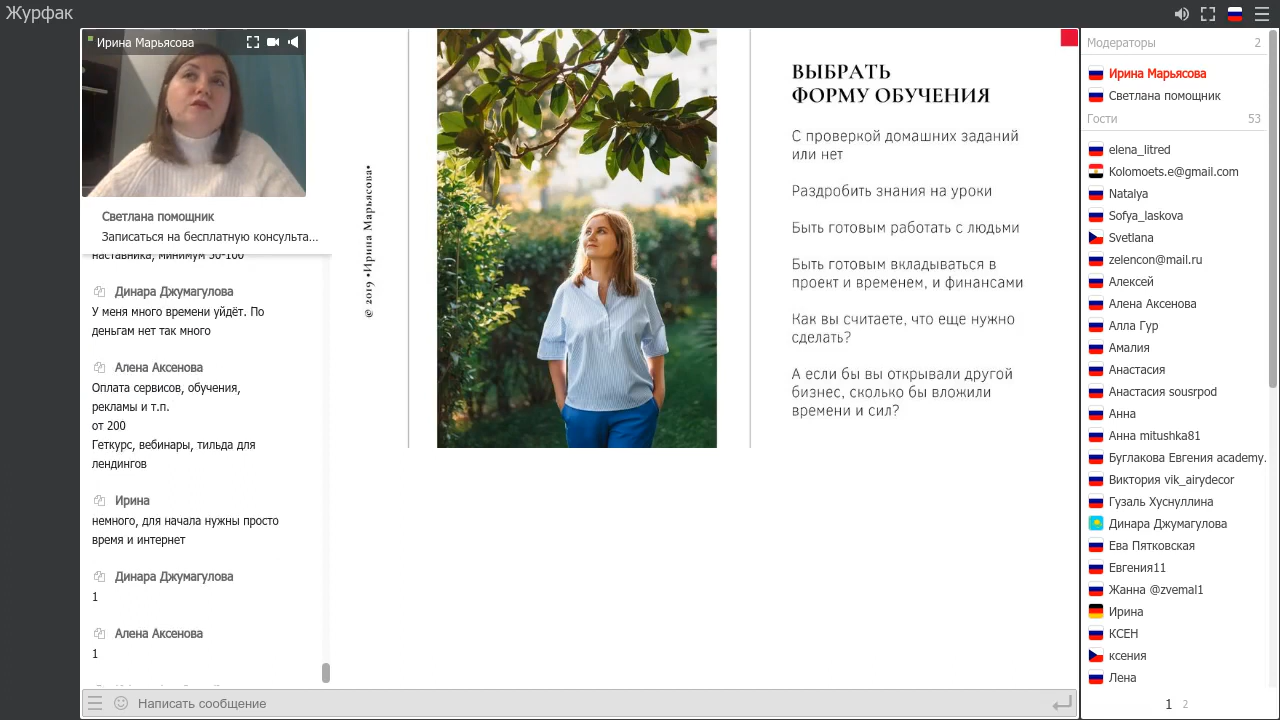 Журфак
Ирина Марьясова
Светлана помощник
Записаться на бесплатную консульта...
наставника, минимум 50-100
Динара Джумагулова
У меня много времени уйдёт. По
деньгам нет так много
Алена Аксенова
Оплата сервисов, обучения,
рекламы и т.п.
от 200
Геткурс, вебинары, тильда для
лендингов
Ирина
немного, для начала нужны просто
время и интернет
Динара Джумагулова
1
Алена Аксенова
1
Написать сообщение
© 2019 •Ирина Марьясова•
ВЫБРАТЬ
ФОРМУ ОБУЧЕНИЯ
С проверкой домашних заданий
или нет
Раздробить знания на уроки
Быть готовым работать с людьми
Быть готовым вкладываться в
проект и временем, и финансами
Как вы считаете, что еще нужно
сделать?
А если бы вы открывали другой
бизнес, сколько бы вложили
времени и сил?
Модераторы 2
Ирина Марьясова
Светлана помощник
Гости 53
elena_litred
Kolomoets.e@gmail.com
Natalya
Sofya_laskova
Svetlana
zelencon@mail.ru
Алексей
Алена Аксенова
Алла Гур
Амалия
Анастасия
Анастасия sousrpod
Анна
Анна mitushka81
Буглакова Евгения academy.
Виктория vik_airydecor
Гузаль Хуснуллина
Динара Джумагулова
Ева Пятковская
Евгения11
Жанна @zvemal1
Ирина
КСЕН
ксения
Лена
1 2